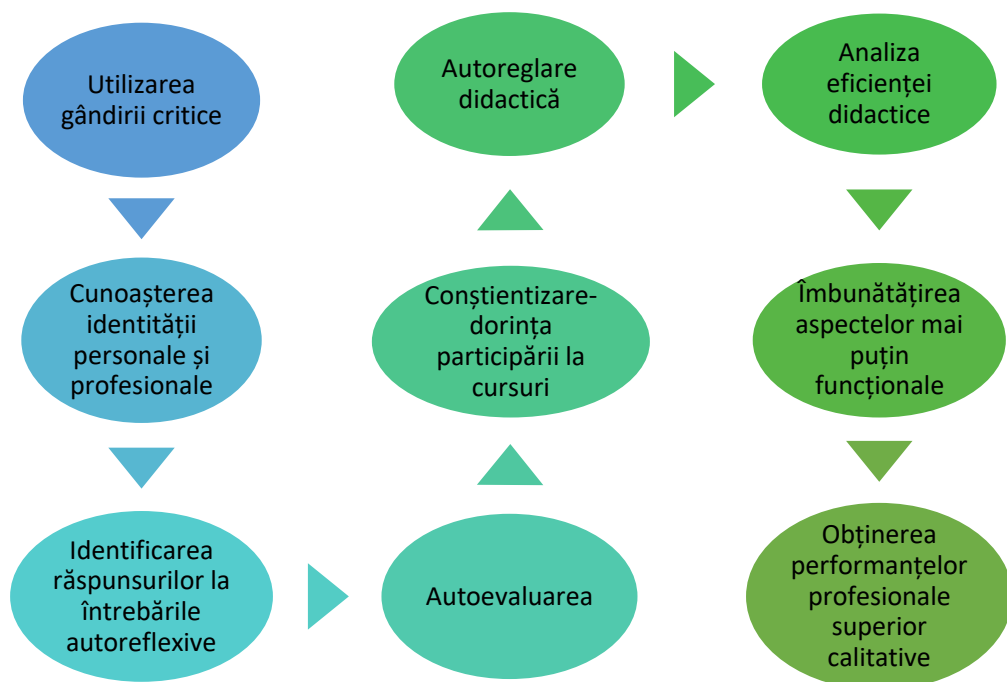 Utilizarea
gândirii critice
Cunoașterea
identității
personale și
profesionale
Identificarea
răspunsurilor la
întrebările
autoreflexive
Autoevaluarea
Conștientizare-
dorința
participării la
cursuri
Autoreglare
didactică
Analiza
eficienței
didactice
Îmbunătățirea
aspectelor mai
puțin
funcționale
Obținerea
performanțelor
profesionale
superior
calitative